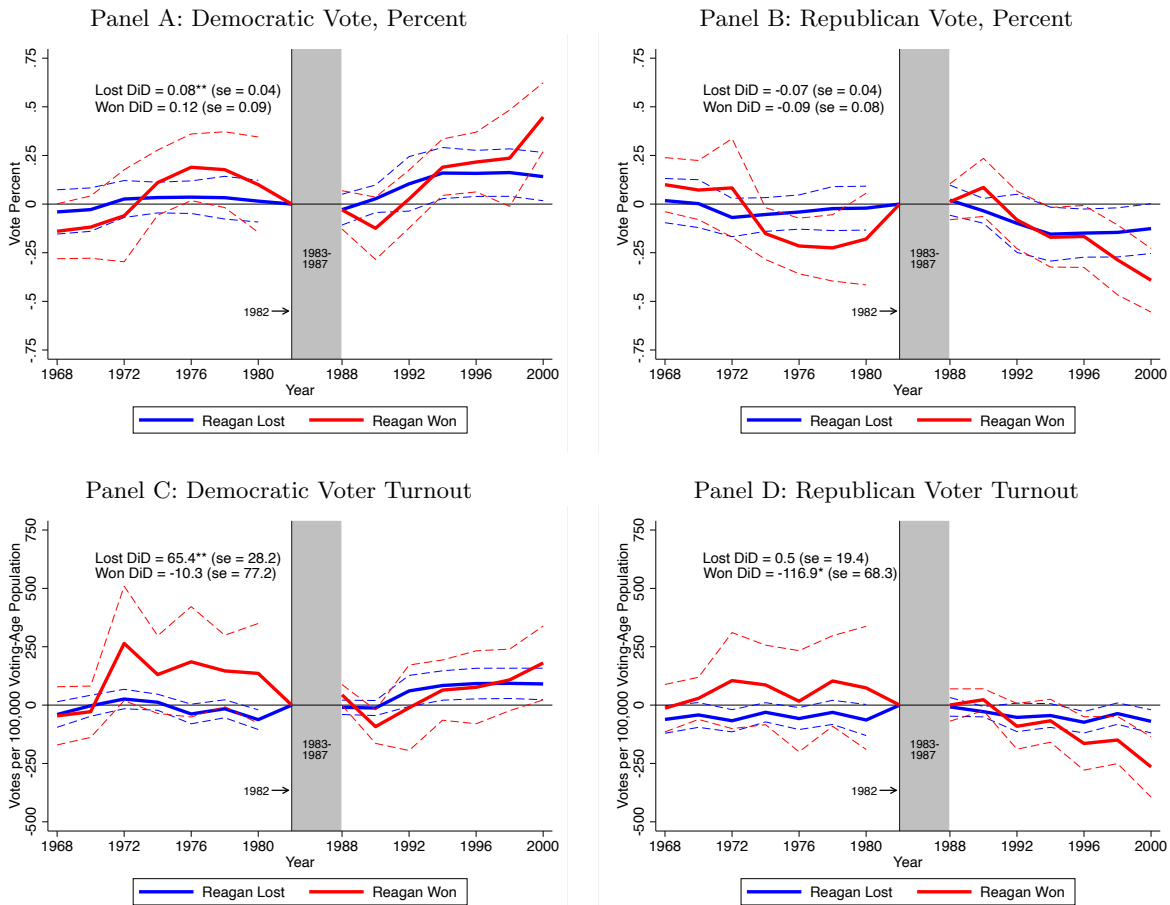 Panel A: Democratic Vote, Percent
Lost DiD = 0.08** (se = 0.04)
Won DiD = 0.12 (se = 0.09)
Vote Percent
.75
.5
.25
0
-.25
-.5
-.75
1983-
1987
1982
1968
1972
1976
1980
1988
1992
1996
2000
Year
Reagan Lost
Reagan Won
Panel B: Republican Vote, Percent
Lost DiD = -0.07 (se = 0.04)
Won DiD = -0.09 (se = 0.08)
Vote Percent
.75
.5
.25
0
-.25
-.5
-.75
1983-
1987
1982
1968
1972
1976
1980
1988
1992
1996
2000
Year
Reagan Lost
Reagan Won
Panel C: Democratic Voter Turnout
Lost DiD = 65.4** (se = 28.2)
Won DiD = -10.3 (se = 77.2)
Votes per 100,000 Voting-Age Population
750
500
250
0
-250
-500
1983-
1987
1982
1968
1972
1976
1980
1988
1992
1996
2000
Year
Reagan Lost
Reagan Won
Panel D: Republican Voter Turnout
Lost DiD = 0.5 (se = 19.4)
Won DiD = -116.9* (se = 68.3)
Votes per 100,000 Voting-Age Population
750
500
250
0
-250
-500
1983-
1987
1982
1968
1972
1976
1980
1988
1992
1996
2000
Year
Reagan Lost
Reagan Won